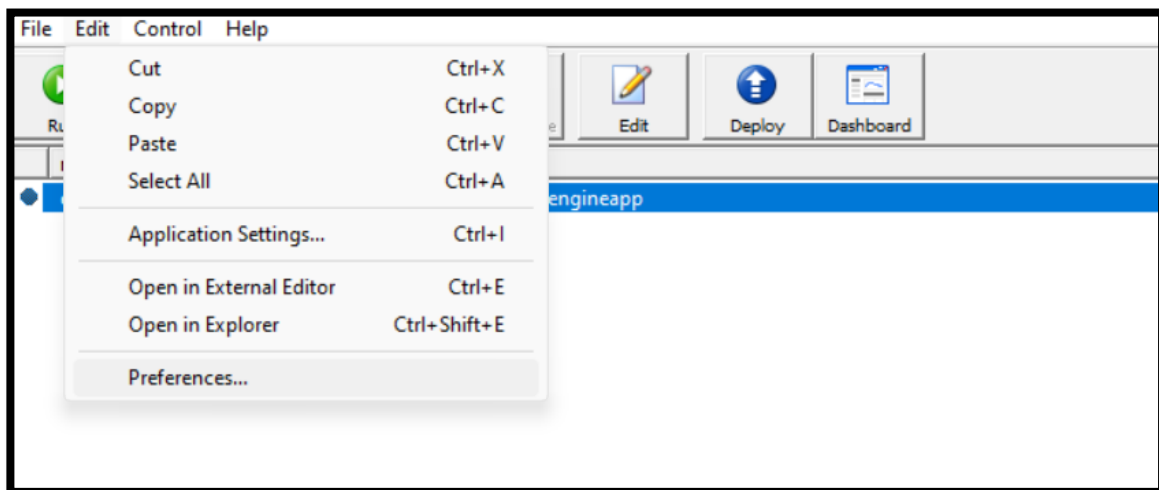 File Edit Control Help
Cut Ctrl+X
Copy Ctrl+C
Paste Ctrl+V
Select All Ctrl+A
Application Settings... Ctrl+I
Open in External Editor Ctrl+E
Open in Explorer Ctrl+Shift+E
Preferences...
Edit Deploy Dashboard
engineapp